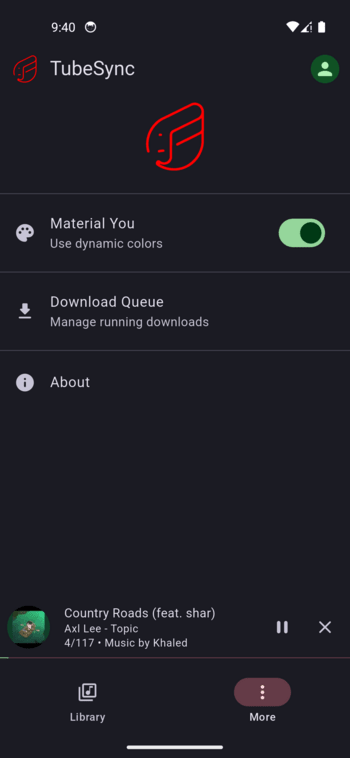 9:40
TubeSync
Material You
Use dynamic colors
Download Queue
Manage running downloads
About
Country Roads (feat. shar)
Axl Lee - Topic
4/117 • Music by Khaled
Library
More